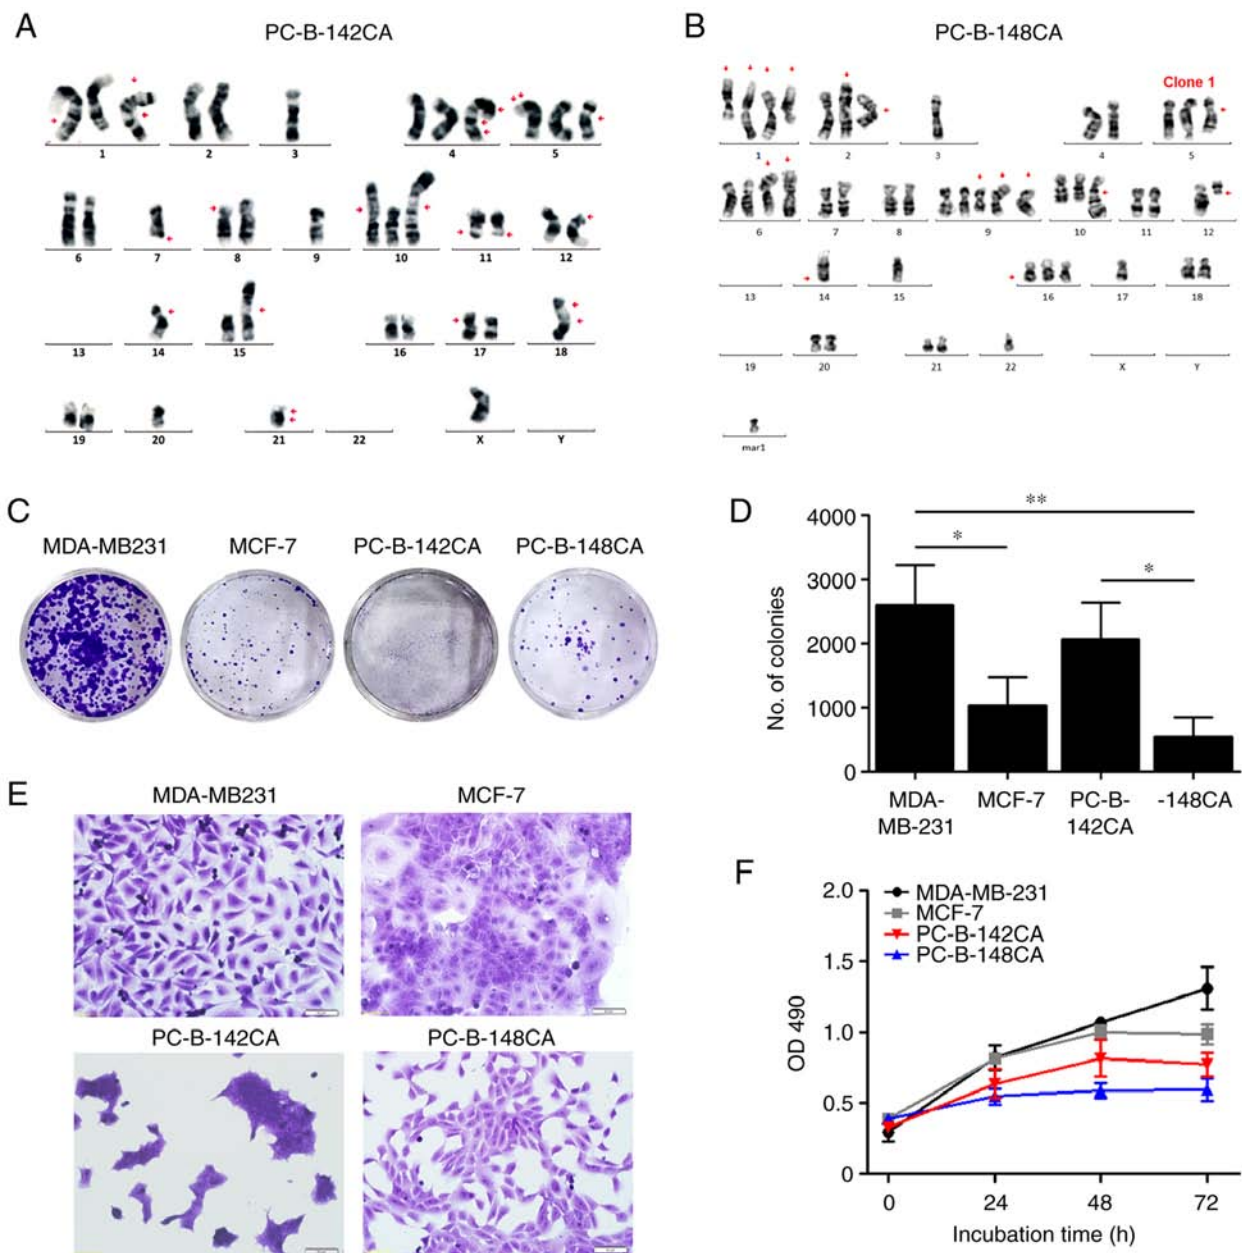 A
PC-B-142CA
1 2 3 4 5
6 7 8 9 10 11 12
13 14 15 16 17 18
19 20 21 22 X Y
B
PC-B-148CA
Clone 1
1 2 3 4 5
6 7 8 9 10 11 12
13 14 15 16 17 18
19 20 21 22 X Y
mar1
C
MDA-MB231 MCF-7 PC-B-142CA PC-B-148CA
D
**
*
*
4000
3000
2000
1000
0
No. of colonies
MDA- MCF-7 PC-B- -148CA
MB-231 142CA
E
MDA-MB231 MCF-7
PC-B-142CA PC-B-148CA
F
MDA-MB-231
MCF-7
PC-B-142CA
PC-B-148CA
2.0
1.5
1.0
0.5
0
OD 490
0 24 48 72
Incubation time (h)